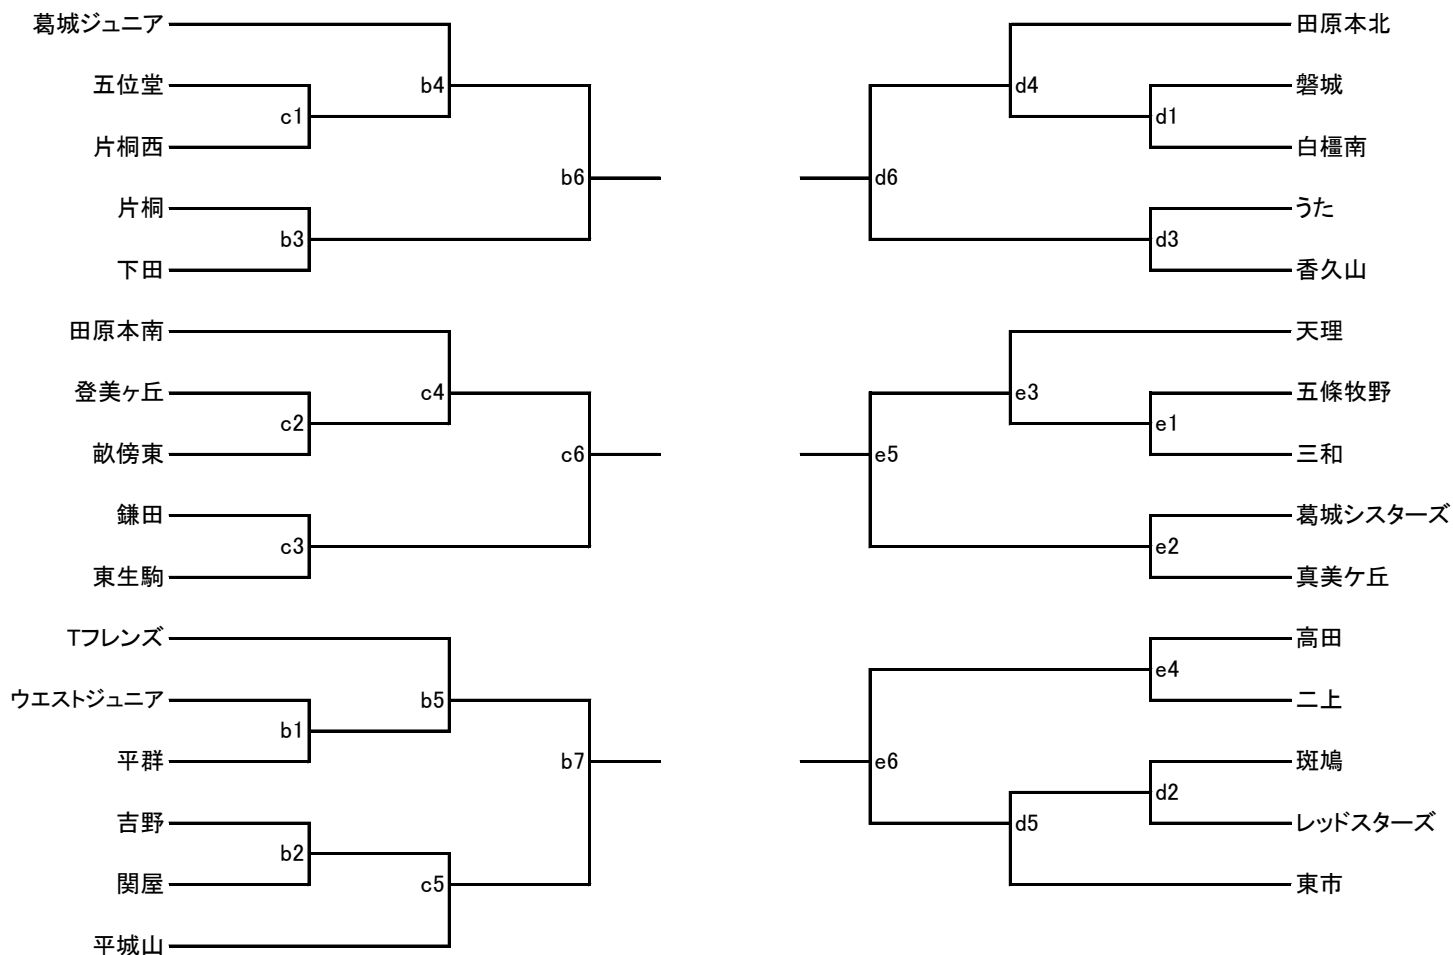 葛城ジュニア
五位堂
片桐西
片桐
下田
田原本南
登美ヶ丘
畝傍東
鎌田
東生駒
Tフレンズ
ウエストジュニア
平群
吉野
関屋
平城山
c1
b3
c2
c3
b1
b2
b4
c4
b5
c5
b6
c6
b7
d6
e5
e6
d4
e3
d5
d1
d3
e1
e2
e4
d2
田原本北
磐城
白橿南
うた
香久山
天理
五條牧野
三和
葛城シスターズ
真美ケ丘
高田
二上
斑鳩
レッドスターズ
東市